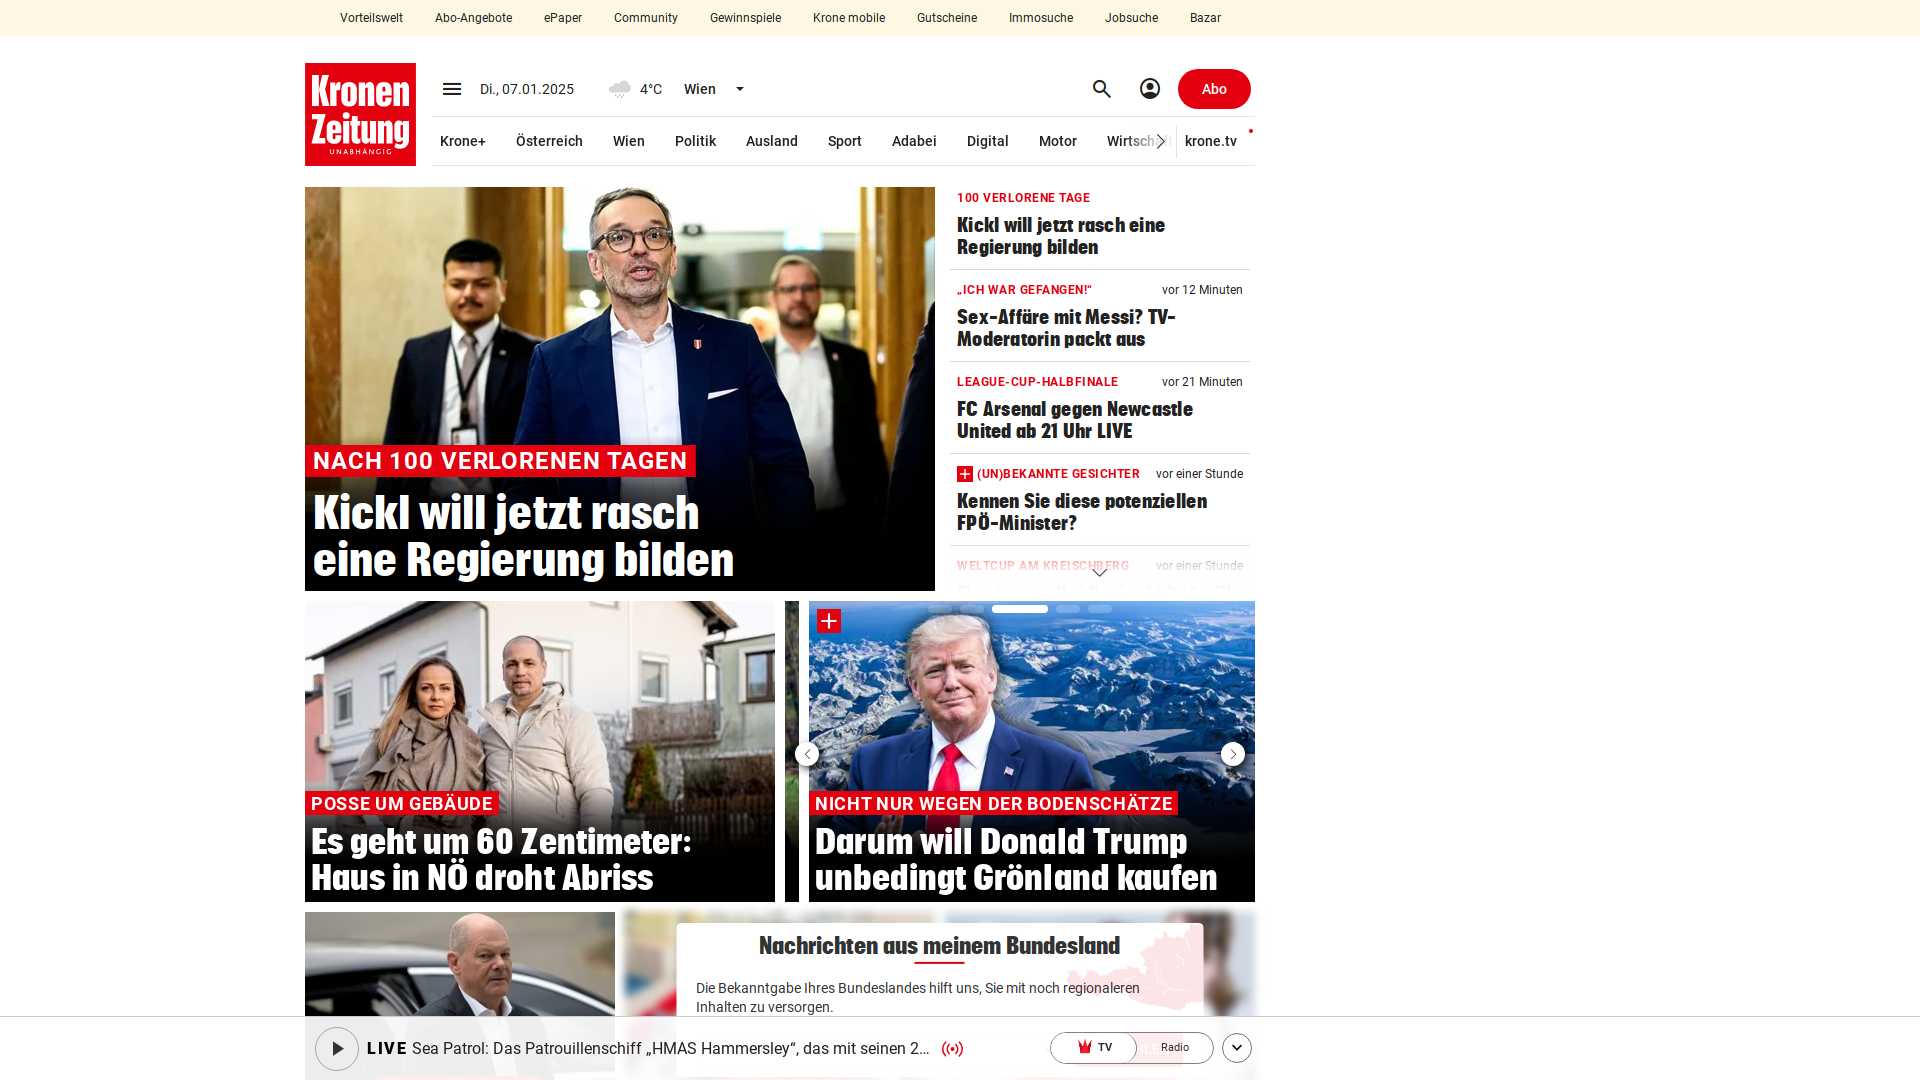 Vorteilswelt Abo-Angebote ePaper Community Gewinnspiele Krone mobile Gutscheine Immosuche Jobsuche Bazar
Kronen
Zeitung
UNABHÄNGIG
Di., 07.01.2025 4°C Wien
Abo
Krone+ Österreich Wien Politik Ausland Sport Adabei Digital Motor Wirtschaft krone.tv
NACH 100 VERLORENEN TAGEN
Kickl will jetzt rasch
eine Regierung bilden
100 VERLORENE TAGE
Kickl will jetzt rasch eine
Regierung bilden
„ICH WAR GEFANGEN!“ vor 12 Minuten
Sex-Affäre mit Messi? TV-
Moderatorin packt aus
LEAGUE-CUP-HALBFINALE vor 21 Minuten
FC Arsenal gegen Newcastle
United ab 21 Uhr LIVE
(UN)BEKANNTE GESICHTER vor einer Stunde
Kennen Sie diese potenziellen
FPÖ-Minister?
WELTCUP AM KREISCHBERG vor einer Stunde
POSSE UM GEBÄUDE
Es geht um 60 Zentimeter:
Haus in NÖ droht Abriss
NICHT NUR WEGEN DER BODENSCHÄTZE
Darum will Donald Trump
unbedingt Grönland kaufen
Nachrichten aus meinem Bundesland
Die Bekanntgabe Ihres Bundeslandes hilft uns, Sie mit noch regionaleren
Inhalten zu versorgen.
LIVE Sea Patrol: Das Patrouillenschiff „HMAS Hammersley“, das mit seinen 2...
TV Radio